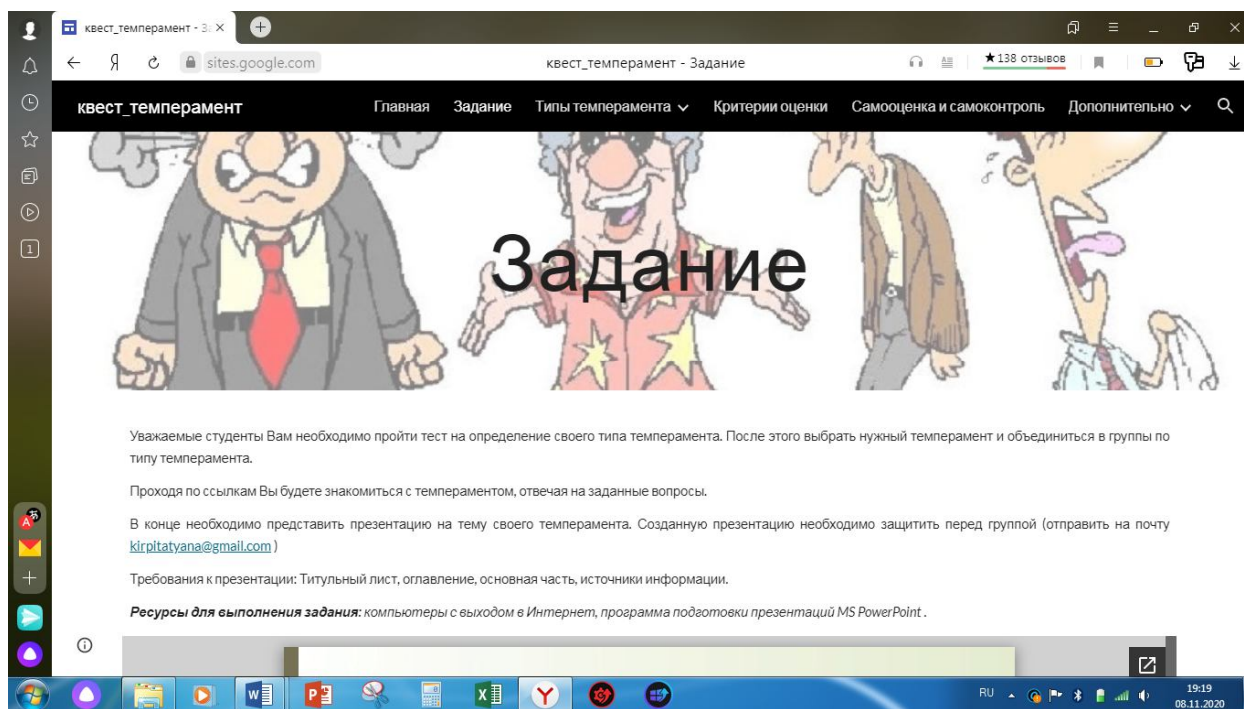 квест_темперамент - За
sites.google.com
квест_темперамент - Задание
★138 отзывов
квест_темперамент
Главная
Задание
Типы темперамента
Критерии оценки
Самооценка и самоконтроль
Дополнительно
1
Задание
Уважаемые студенты Вам необходимо пройти тест на определение своего типа темперамента. После этого выбрать нужный темперамент и объединиться в группы по
типу темперамента.
Проходя по ссылкам Вы будете знакомиться с темпераментом, отвечая на заданные вопросы.
В конце необходимо представить презентацию на тему своего темперамента. Созданную презентацию необходимо защитить перед группой (отправить на почту
kirpitatyana@gmail.com )
Требования к презентации: Титульный лист, оглавление, основная часть, источники информации.
Ресурсы для выполнения задания: компьютеры с выходом в Интернет, программа подготовки презентаций MS PowerPoint .
RU
19:19
08.11.2020